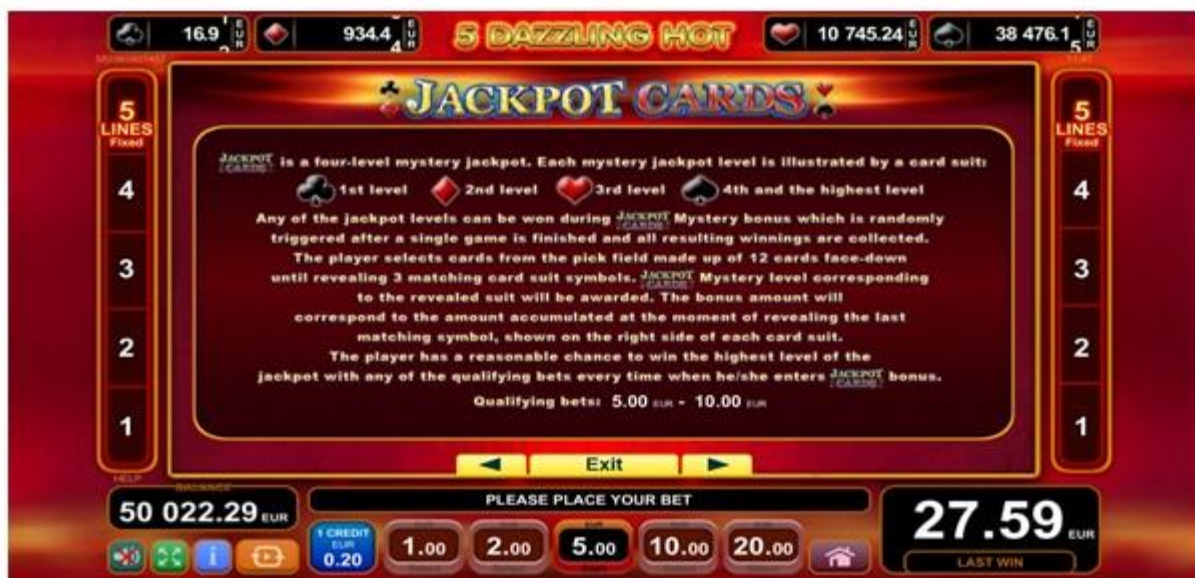 16.9 EUR
934.4 EUR
5 DAZZLING HOT
10 745.24 EUR
38 476.1 EUR
JACKPOT CARDS
5
LINES
Fixed
4
3
2
1
JACKPOT CARDS is a four-level mystery jackpot. Each mystery jackpot level is illustrated by a card suit:
1st level 2nd level 3rd level 4th and the highest level
Any of the jackpot levels can be won during JACKPOT CARDS Mystery bonus which is randomly
triggered after a single game is finished and all resulting winnings are collected.
The player selects cards from the pick field made up of 12 cards face-down
until revealing 3 matching card suit symbols. JACKPOT CARDS Mystery level corresponding
to the revealed suit will be awarded. The bonus amount will
correspond to the amount accumulated at the moment of revealing the last
matching symbol, shown on the right side of each card suit.
The player has a reasonable chance to win the highest level of the
jackpot with any of the qualifying bets every time when he/she enters JACKPOT CARDS bonus.
Qualifying bets: 5.00 EUR - 10.00 EUR
5
LINES
Fixed
4
3
2
1
Exit
HELP
BALANCE
50 022.29 EUR
PLEASE PLACE YOUR BET
1 CREDIT
EUR
0.20
1.00
2.00
5.00
10.00
20.00
27.59 EUR
LAST WIN